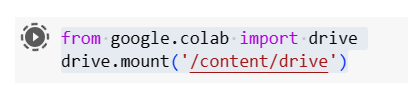 from google.colab import drive
drive.mount('/content/drive')